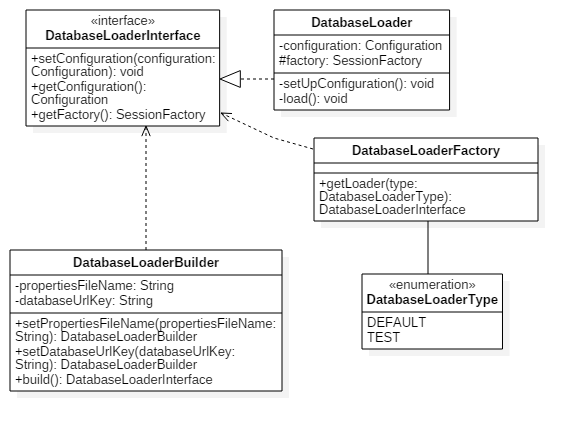 «interface»
DatabaseLoaderInterface
+setConfiguration(configuration:
Configuration): void
+getConfiguration():
Configuration
+getFactory(): SessionFactory
DatabaseLoader
-configuration: Configuration
#factory: SessionFactory
-setUpConfiguration(): void
-load(): void
DatabaseLoaderFactory
+getLoader(type:
DatabaseLoaderType):
DatabaseLoaderInterface
DatabaseLoaderBuilder
-propertiesFileName: String
-databaseUrlKey: String
+setPropertiesFileName(propertiesFileName:
String): DatabaseLoaderBuilder
+setDatabaseUrlKey(databaseUrlKey:
String): DatabaseLoaderBuilder
+build(): DatabaseLoaderInterface
«enumeration»
DatabaseLoaderType
DEFAULT
TEST